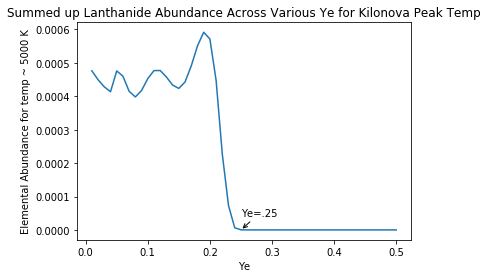 Summed up Lanthanide Abundance Across Various Ye for Kilonova Peak Temp
Elemental Abundance for temp ~ 5000 K
0.0006
0.0005
0.0004
0.0003
0.0002
0.0001
0.0000
Ye=.25
0.0 0.1 0.2 0.3 0.4 0.5
Ye